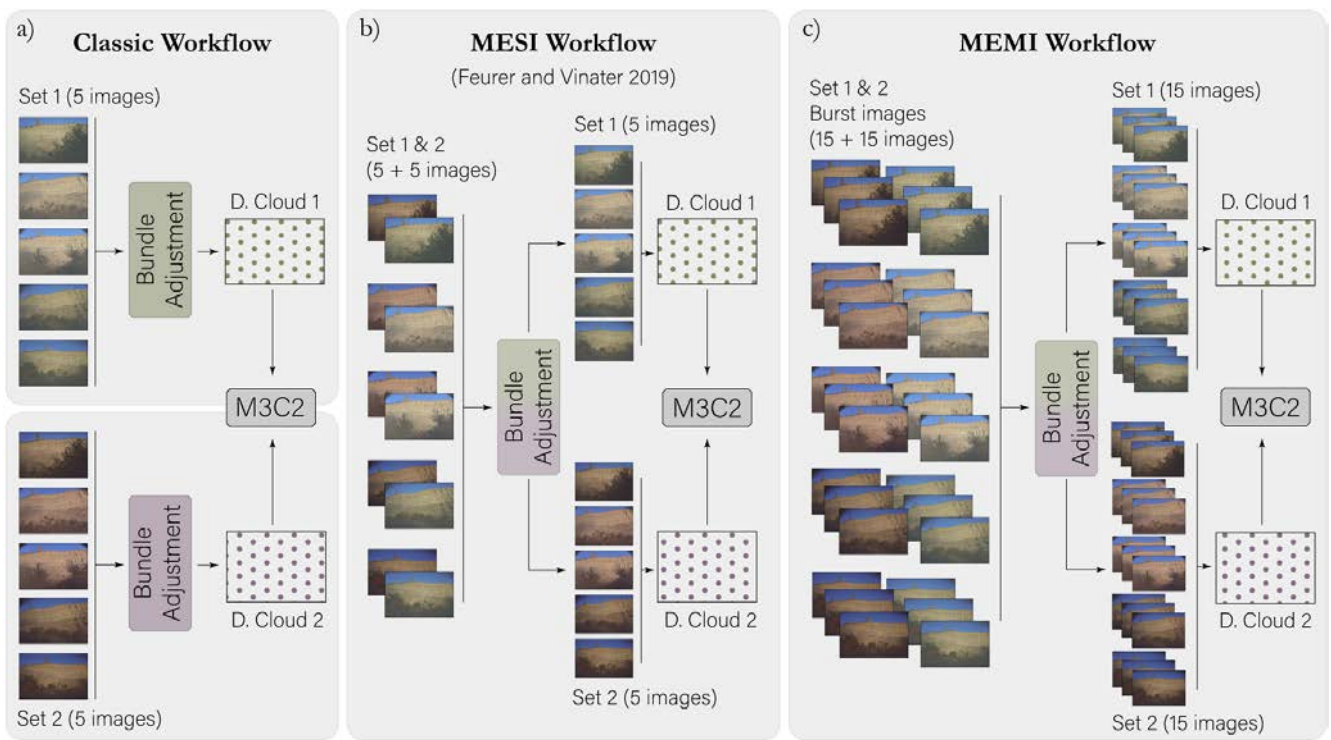 a)
Classic Workflow
Set 1 (5 images)
Bundle
Adjustment
D. Cloud 1
M3C2
Bundle
Adjustment
D. Cloud 2
Set 2 (5 images)
b)
MESI Workflow
(Feurer and Vinater 2019)
Set 1 & 2
(5 + 5 images)
Bundle
Adjustment
Set 1 (5 images)
D. Cloud 1
M3C2
D. Cloud 2
Set 2 (5 images)
c)
MEMI Workflow
Set 1 & 2
Burst images
(15 + 15 images)
Bundle
Adjustment
Set 1 (15 images)
D. Cloud 1
M3C2
D. Cloud 2
Set 2 (15 images)